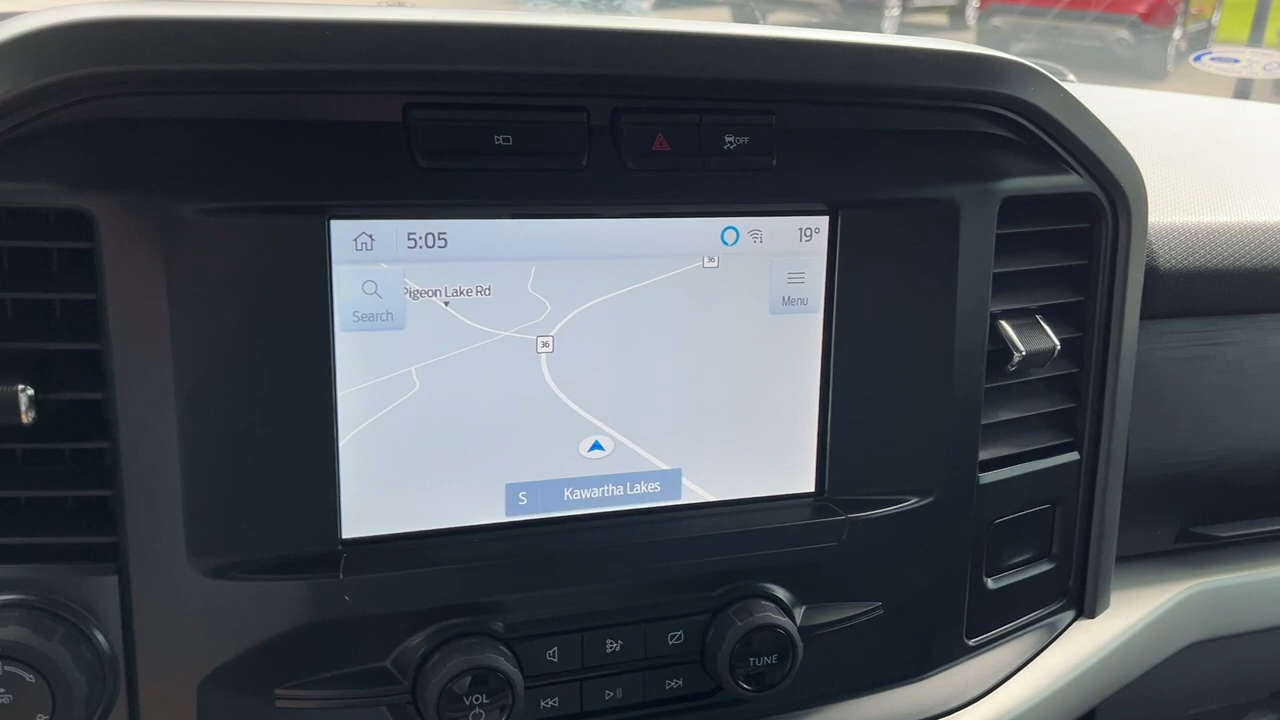 OFF
5:05
19°
Search
Pigeon Lake Rd
36
Menu
36
S Kawartha Lakes
VOL
TUNE